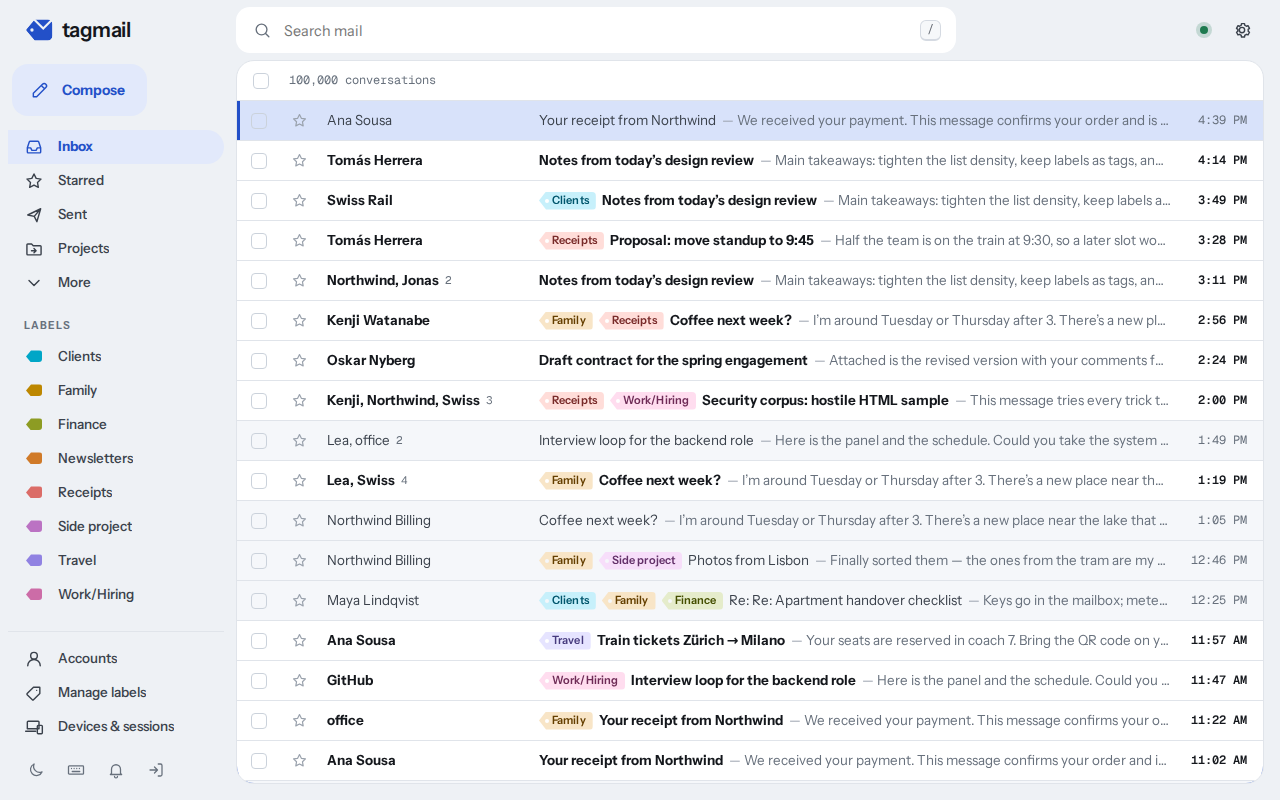 tagmail
Search mail /
Compose
Inbox
Starred
Sent
Projects
More
LABELS
Clients
Family
Finance
Newsletters
Receipts
Side project
Travel
Work/Hiring
Accounts
Manage labels
Devices & sessions
100,000 conversations
Ana Sousa Your receipt from Northwind — We received your payment. This message confirms your order and is … 4:39 PM
Tomás Herrera Notes from today’s design review — Main takeaways: tighten the list density, keep labels as tags, an… 4:14 PM
Swiss Rail Clients Notes from today’s design review — Main takeaways: tighten the list density, keep labels a… 3:49 PM
Tomás Herrera Receipts Proposal: move standup to 9:45 — Half the team is on the train at 9:30, so a later slot wo… 3:28 PM
Northwind, Jonas 2 Notes from today’s design review — Main takeaways: tighten the list density, keep labels as tags, an… 3:11 PM
Kenji Watanabe Family Receipts Coffee next week? — I’m around Tuesday or Thursday after 3. There’s a new pl… 2:56 PM
Oskar Nyberg Draft contract for the spring engagement — Attached is the revised version with your comments f… 2:24 PM
Kenji, Northwind, Swiss 3 Receipts Work/Hiring Security corpus: hostile HTML sample — This message tries every trick t… 2:00 PM
Lea, office 2 Interview loop for the backend role — Here is the panel and the schedule. Could you take the system … 1:49 PM
Lea, Swiss 4 Family Coffee next week? — I’m around Tuesday or Thursday after 3. There’s a new place near th… 1:19 PM
Northwind Billing Coffee next week? — I’m around Tuesday or Thursday after 3. There’s a new place near the lake that … 1:05 PM
Northwind Billing Family Side project Photos from Lisbon — Finally sorted them — the ones from the tram are my … 12:46 PM
Maya Lindqvist Clients Family Finance Re: Re: Apartment handover checklist — Keys go in the mailbox; mete… 12:25 PM
Ana Sousa Travel Train tickets Zürich → Milano — Your seats are reserved in coach 7. Bring the QR code on y… 11:57 AM
GitHub Work/Hiring Interview loop for the backend role — Here is the panel and the schedule. Could you … 11:47 AM
office Family Your receipt from Northwind — We received your payment. This message confirms your o… 11:22 AM
Ana Sousa Your receipt from Northwind — We received your payment. This message confirms your order and i… 11:02 AM